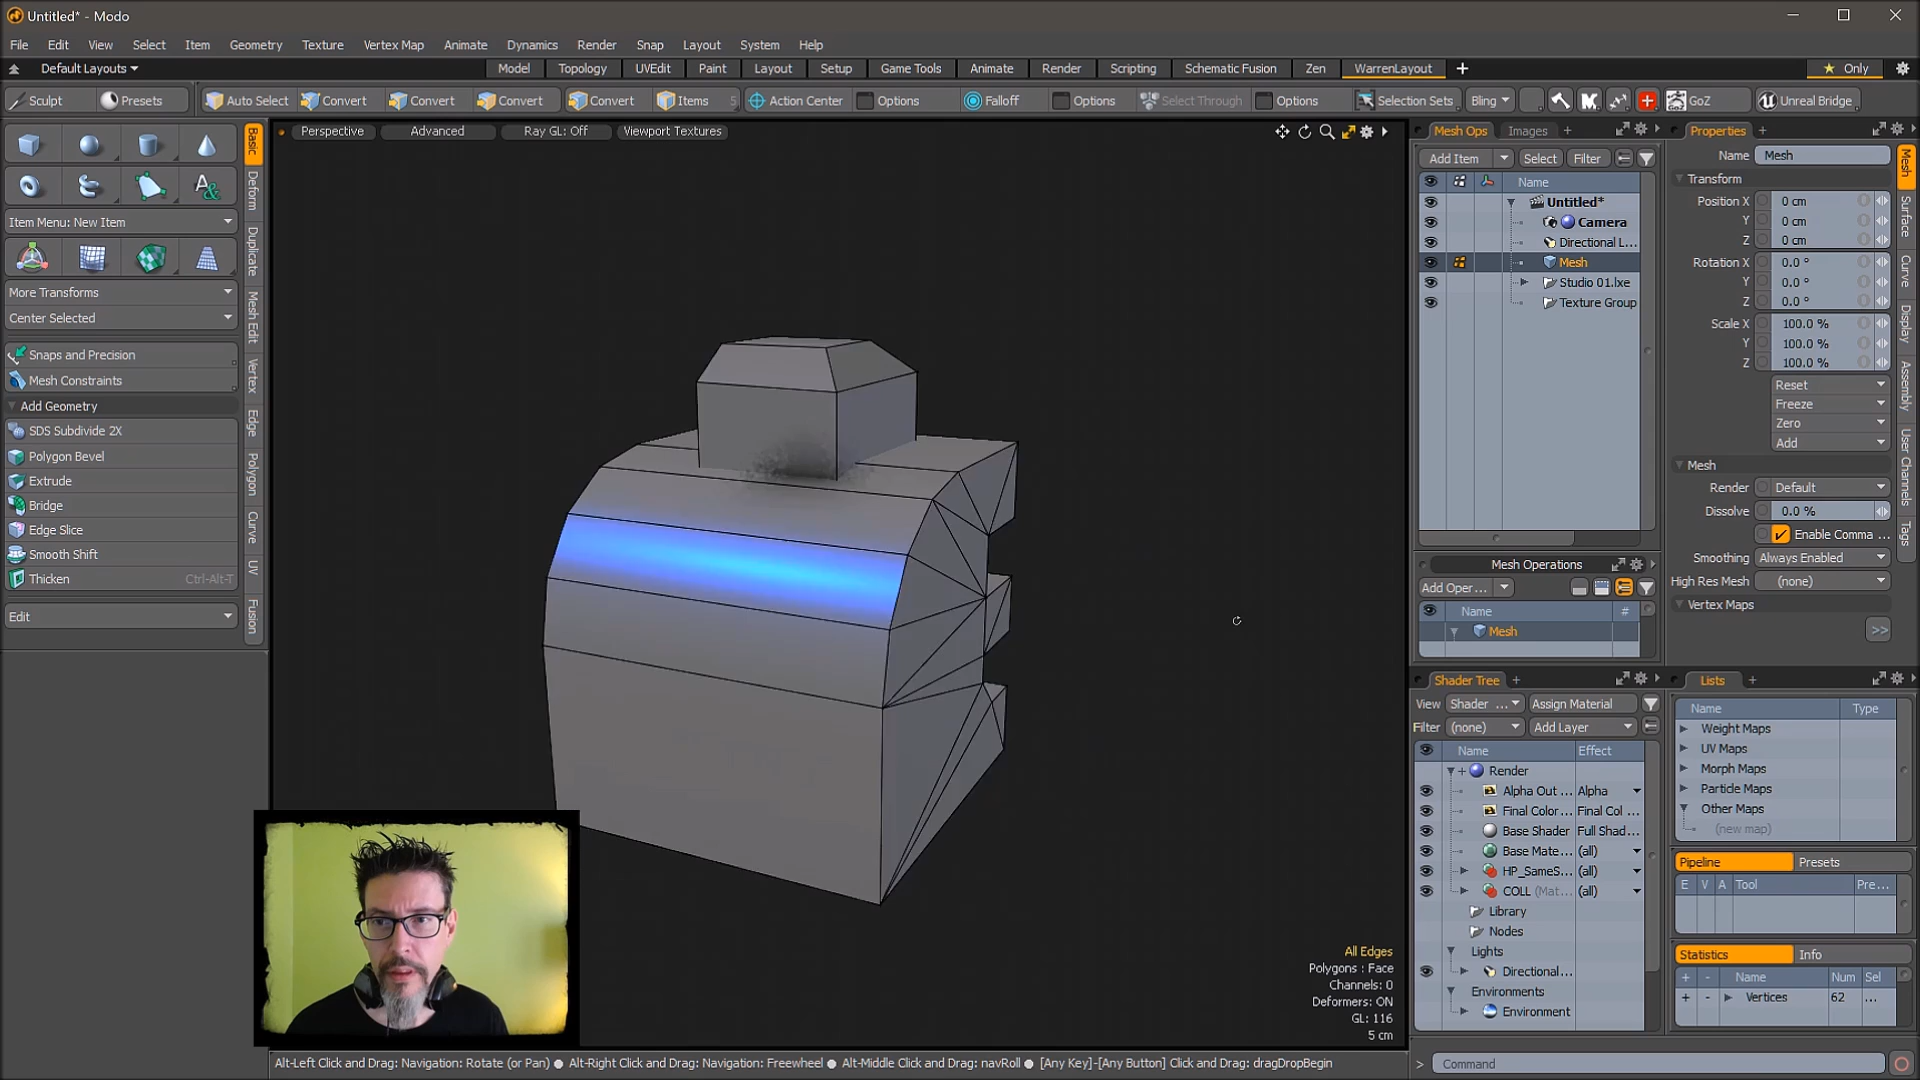 Untitled* - Modo
File Edit View Select Item Geometry Texture Vertex Map Animate Dynamics Render Snap Layout System Help
Default Layouts Model Topology UVEdit Paint Layout Setup Game Tools Animate Render Scripting Schematic Fusion Zen WarrenLayout + Only
Sculpt Presets Auto Select Convert Convert Convert Convert Items 5 Action Center Options Falloff Options Select Through Options Selection Sets Bling GoZ Unreal Bridge
Perspective Advanced Ray GL: Off Viewport Textures
Basic
Deform
Duplicate
Mesh Edit
Vertex
Edge
Polygon
Curve
UV
Fusion
Item Menu: New Item
More Transforms
Center Selected
Snaps and Precision
Mesh Constraints
Add Geometry
SDS Subdivide 2X
Polygon Bevel
Extrude
Bridge
Edge Slice
Smooth Shift
Thicken Ctrl-Alt-T
Edit
All Edges
Polygons : Face
Channels: 0
Deformers: ON
GL: 116
5 cm
Mesh Ops Images +
Add Item Select Filter
Name
Untitled*
Camera
Directional L...
Mesh
Studio 01.lxe
Texture Group
Mesh Operations
Add Oper...
Name #
Mesh
Shader Tree +
View Shader ... Assign Material
Filter (none) Add Layer
Name Effect
Render
Alpha Out ... Alpha
Final Color... Final Col ...
Base Shader Full Shad...
Base Mate... (all)
HP_SameS... (all)
COLL (Mat... (all)
Library
Nodes
Lights
Directional...
Environments
Environment
Properties +
Name Mesh
Transform
Position X 0 cm
Y 0 cm
Z 0 cm
Rotation X 0.0 °
Y 0.0 °
Z 0.0 °
Scale X 100.0 %
Y 100.0 %
Z 100.0 %
Reset
Freeze
Zero
Add
Mesh
Render Default
Dissolve 0.0 %
Enable Comma ...
Smoothing Always Enabled
High Res Mesh (none)
Vertex Maps
>>
Mesh
Surface
Curve
Display
Assembly
User Channels
Tags
Lists +
Name Type
Weight Maps
UV Maps
Morph Maps
Particle Maps
Other Maps
(new map)
Pipeline Presets
E V A Tool Pre...
Statistics Info
+ - Name Num Sel
+ - Vertices 62 ...
Alt-Left Click and Drag: Navigation: Rotate (or Pan) ● Alt-Right Click and Drag: Navigation: Freewheel ● Alt-Middle Click and Drag: navRoll ● [Any Key]-[Any Button] Click and Drag: dragDropBegin
> Command